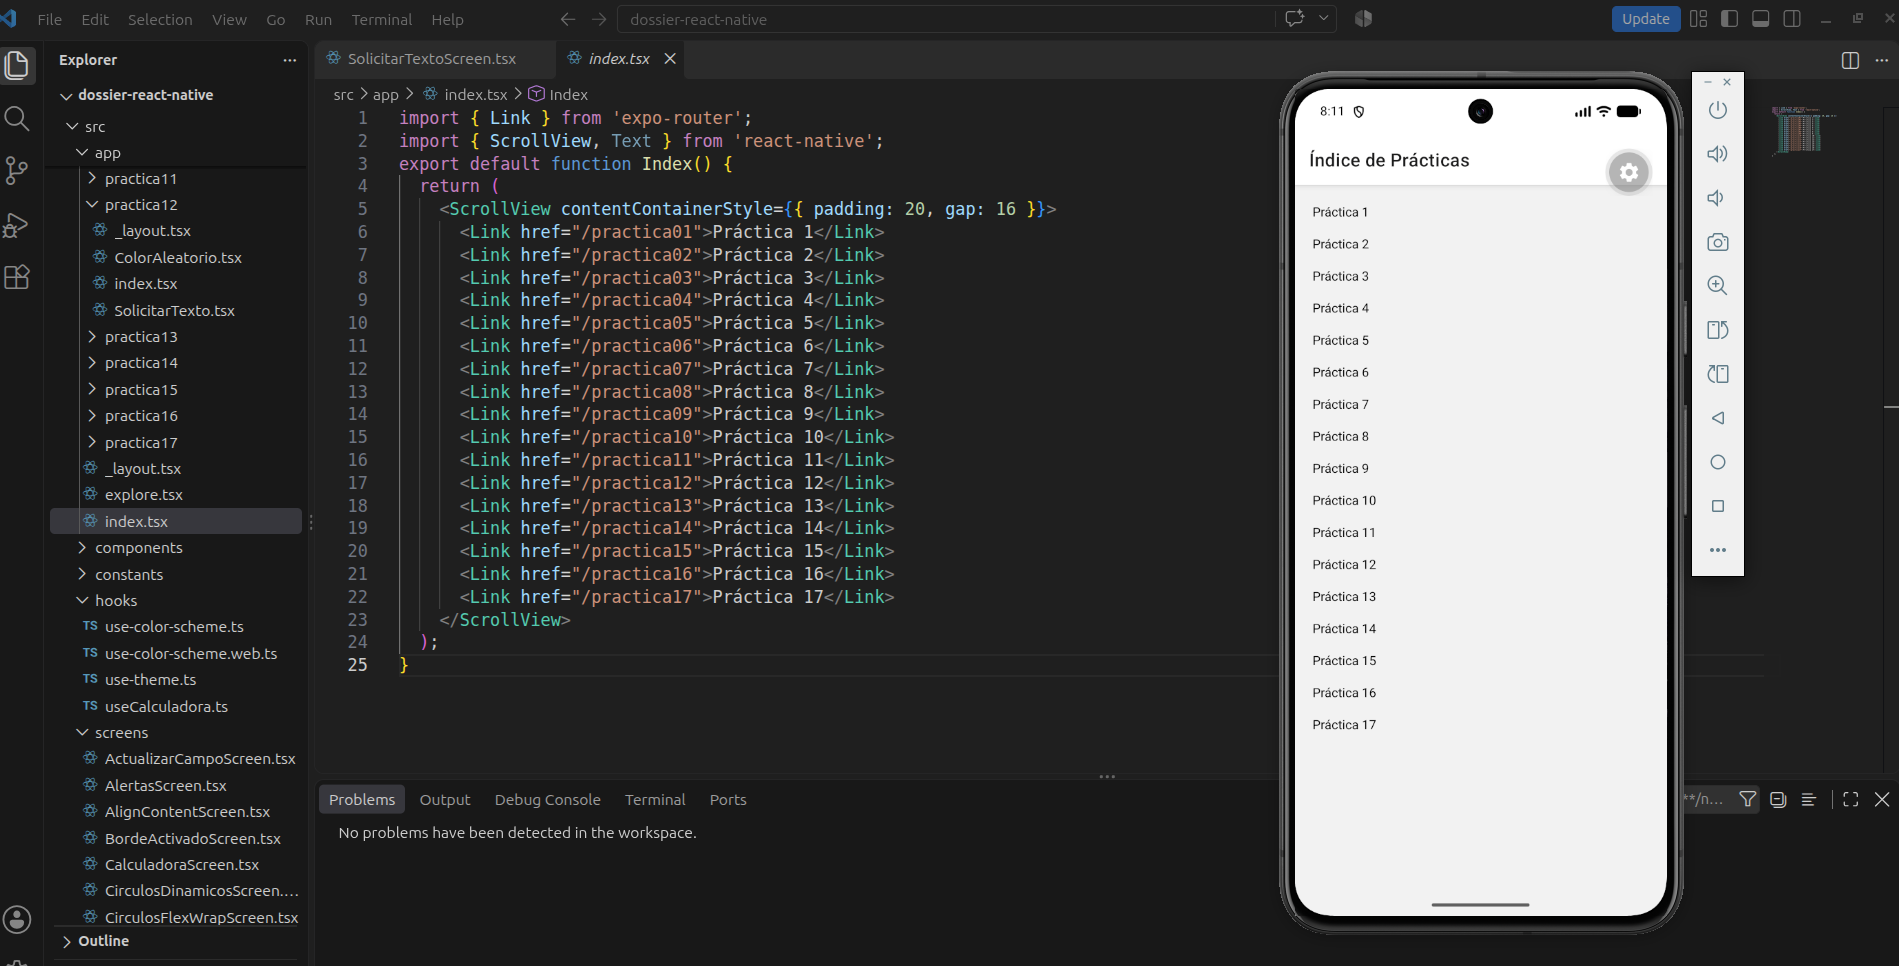 File Edit Selection View Go Run Terminal Help
dossier-react-native
Update
Explorer
dossier-react-native
src
app
practica11
practica12
_layout.tsx
ColorAleatorio.tsx
index.tsx
SolicitarTexto.tsx
practica13
practica14
practica15
practica16
practica17
_layout.tsx
explore.tsx
index.tsx
components
constants
hooks
TS use-color-scheme.ts
TS use-color-scheme.web.ts
TS use-theme.ts
TS useCalculadora.ts
screens
ActualizarCampoScreen.tsx
AlertasScreen.tsx
AlignContentScreen.tsx
BordeActivadoScreen.tsx
CalculadoraScreen.tsx
CirculosDinamicosScreen....
CirculosFlexWrapScreen.tsx
Outline
SolicitarTextoScreen.tsx index.tsx
src > app > index.tsx > Index
1 import { Link } from 'expo-router';
2 import { ScrollView, Text } from 'react-native';
3 export default function Index() {
4 return (
5 <ScrollView contentContainerStyle={{ padding: 20, gap: 16 }}>
6 <Link href="/practica01">Práctica 1</Link>
7 <Link href="/practica02">Práctica 2</Link>
8 <Link href="/practica03">Práctica 3</Link>
9 <Link href="/practica04">Práctica 4</Link>
10 <Link href="/practica05">Práctica 5</Link>
11 <Link href="/practica06">Práctica 6</Link>
12 <Link href="/practica07">Práctica 7</Link>
13 <Link href="/practica08">Práctica 8</Link>
14 <Link href="/practica09">Práctica 9</Link>
15 <Link href="/practica10">Práctica 10</Link>
16 <Link href="/practica11">Práctica 11</Link>
17 <Link href="/practica12">Práctica 12</Link>
18 <Link href="/practica13">Práctica 13</Link>
19 <Link href="/practica14">Práctica 14</Link>
20 <Link href="/practica15">Práctica 15</Link>
21 <Link href="/practica16">Práctica 16</Link>
22 <Link href="/practica17">Práctica 17</Link>
23 </ScrollView>
24 );
25 }
Problems Output Debug Console Terminal Ports
**/n...
No problems have been detected in the workspace.
8:11
Índice de Prácticas
Práctica 1
Práctica 2
Práctica 3
Práctica 4
Práctica 5
Práctica 6
Práctica 7
Práctica 8
Práctica 9
Práctica 10
Práctica 11
Práctica 12
Práctica 13
Práctica 14
Práctica 15
Práctica 16
Práctica 17